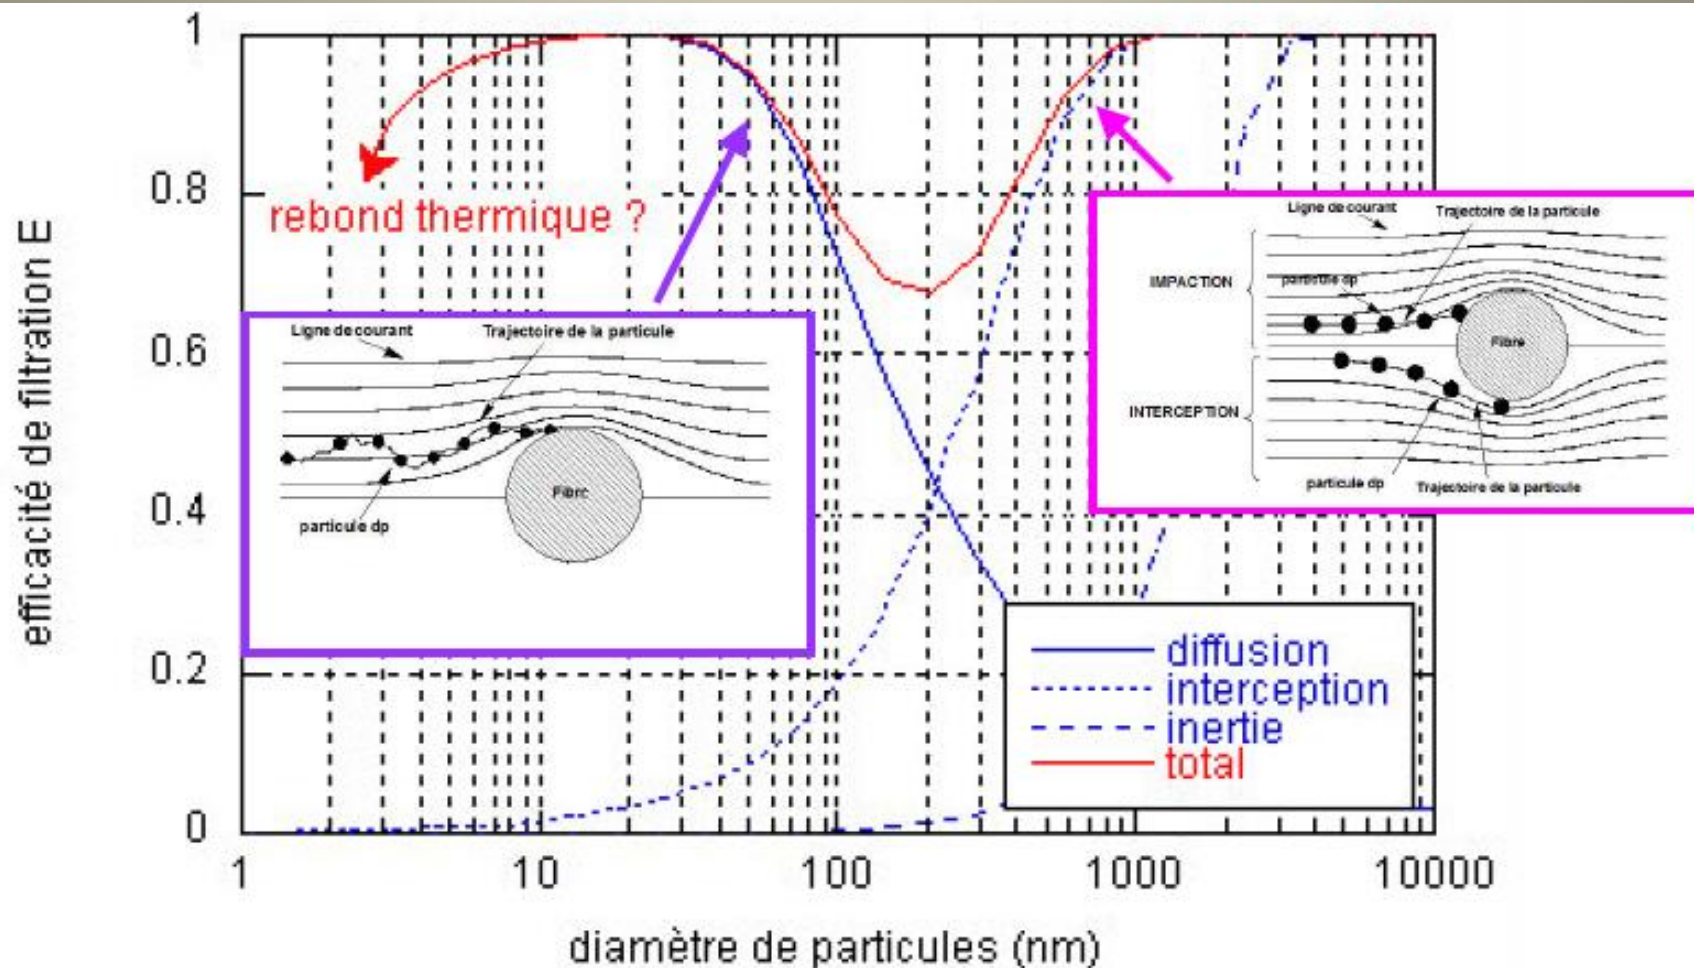 efficacité de filtration E
1
0.8
0.6
0.4
0.2
0
rebond thermique ?
Ligne de courant
Trajectoire de la particule
particule dp
Fibre
Ligne de courant
Trajectoire de la particule
IMPACTION
particule dp
Fibre
INTERCEPTION
particule dp
Trajectoire de la particule
diffusion
interception
inertie
total
1
10
100
1000
10000
diamètre de particules (nm)